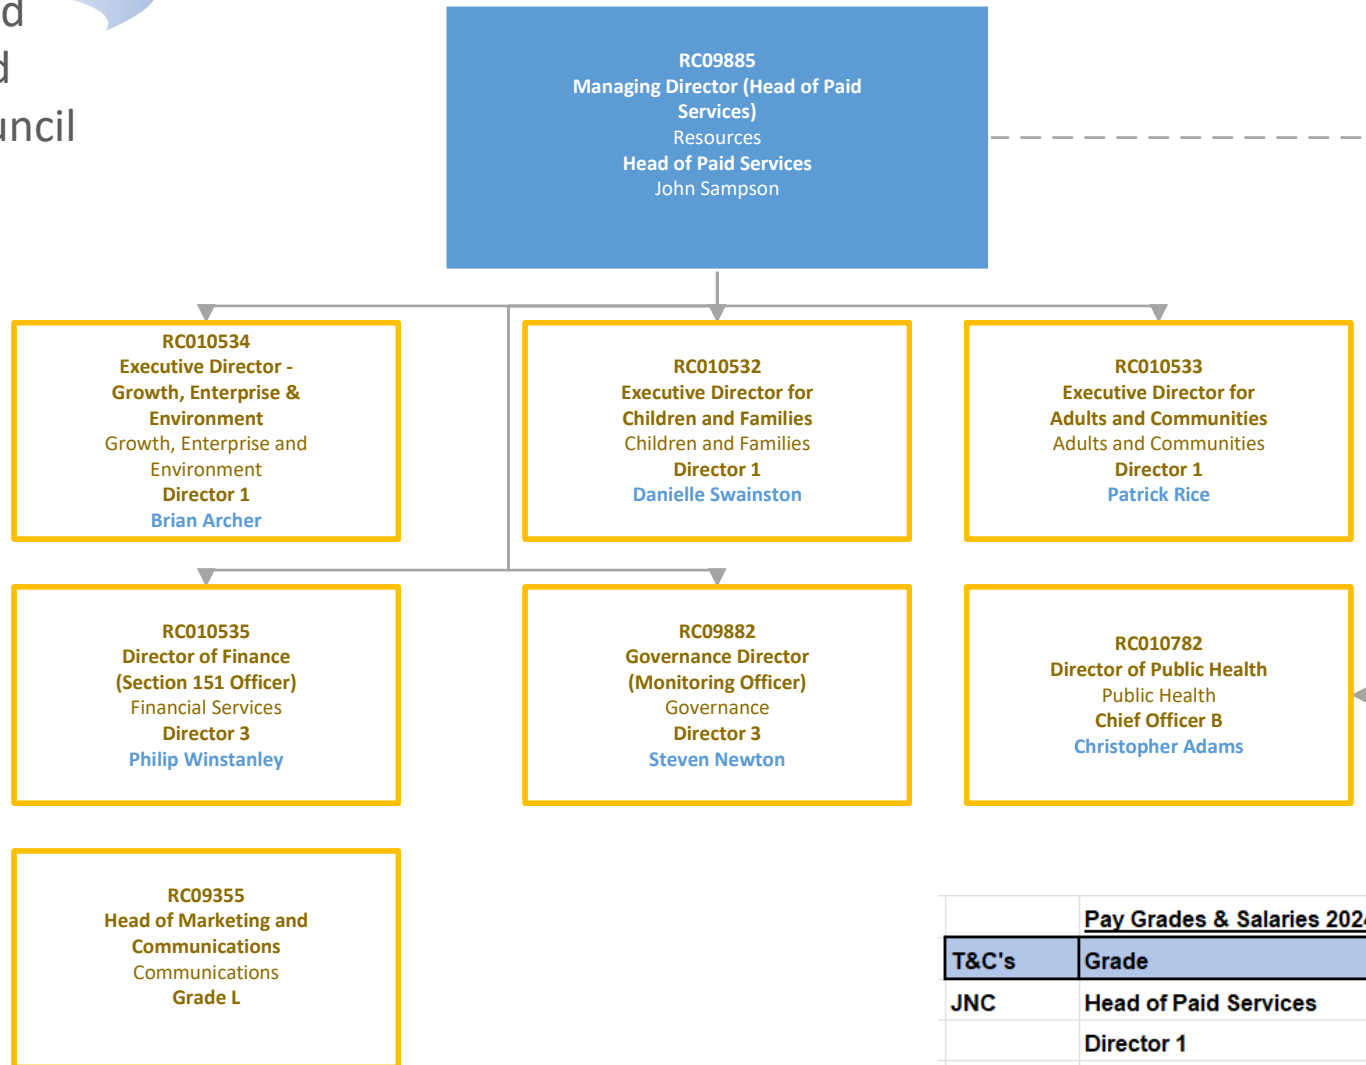 d
d
uncil
RC09885
Managing Director (Head of Paid
Services)
Resources
Head of Paid Services
John Sampson
RC010534
Executive Director -
Growth, Enterprise &
Environment
Growth, Enterprise and
Environment
Director 1
Brian Archer
RC010532
Executive Director for
Children and Families
Children and Families
Director 1
Danielle Swainston
RC010533
Executive Director for
Adults and Communities
Adults and Communities
Director 1
Patrick Rice
RC010535
Director of Finance
(Section 151 Officer)
Financial Services
Director 3
Philip Winstanley
RC09882
Governance Director
(Monitoring Officer)
Governance
Director 3
Steven Newton
RC010782
Director of Public Health
Public Health
Chief Officer B
Christopher Adams
RC09355
Head of Marketing and
Communications
Communications
Grade L
Pay Grades & Salaries 2024
T&C's Grade
JNC Head of Paid Services
Director 1